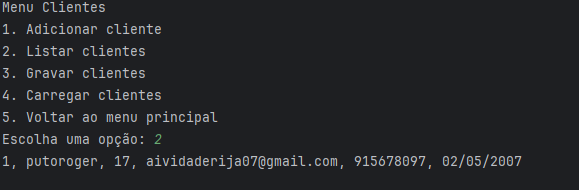 Menu Clientes
1. Adicionar cliente
2. Listar clientes
3. Gravar clientes
4. Carregar clientes
5. Voltar ao menu principal
Escolha uma opção: 2
1, putoroger, 17, aividaderija07@gmail.com, 915678097, 02/05/2007